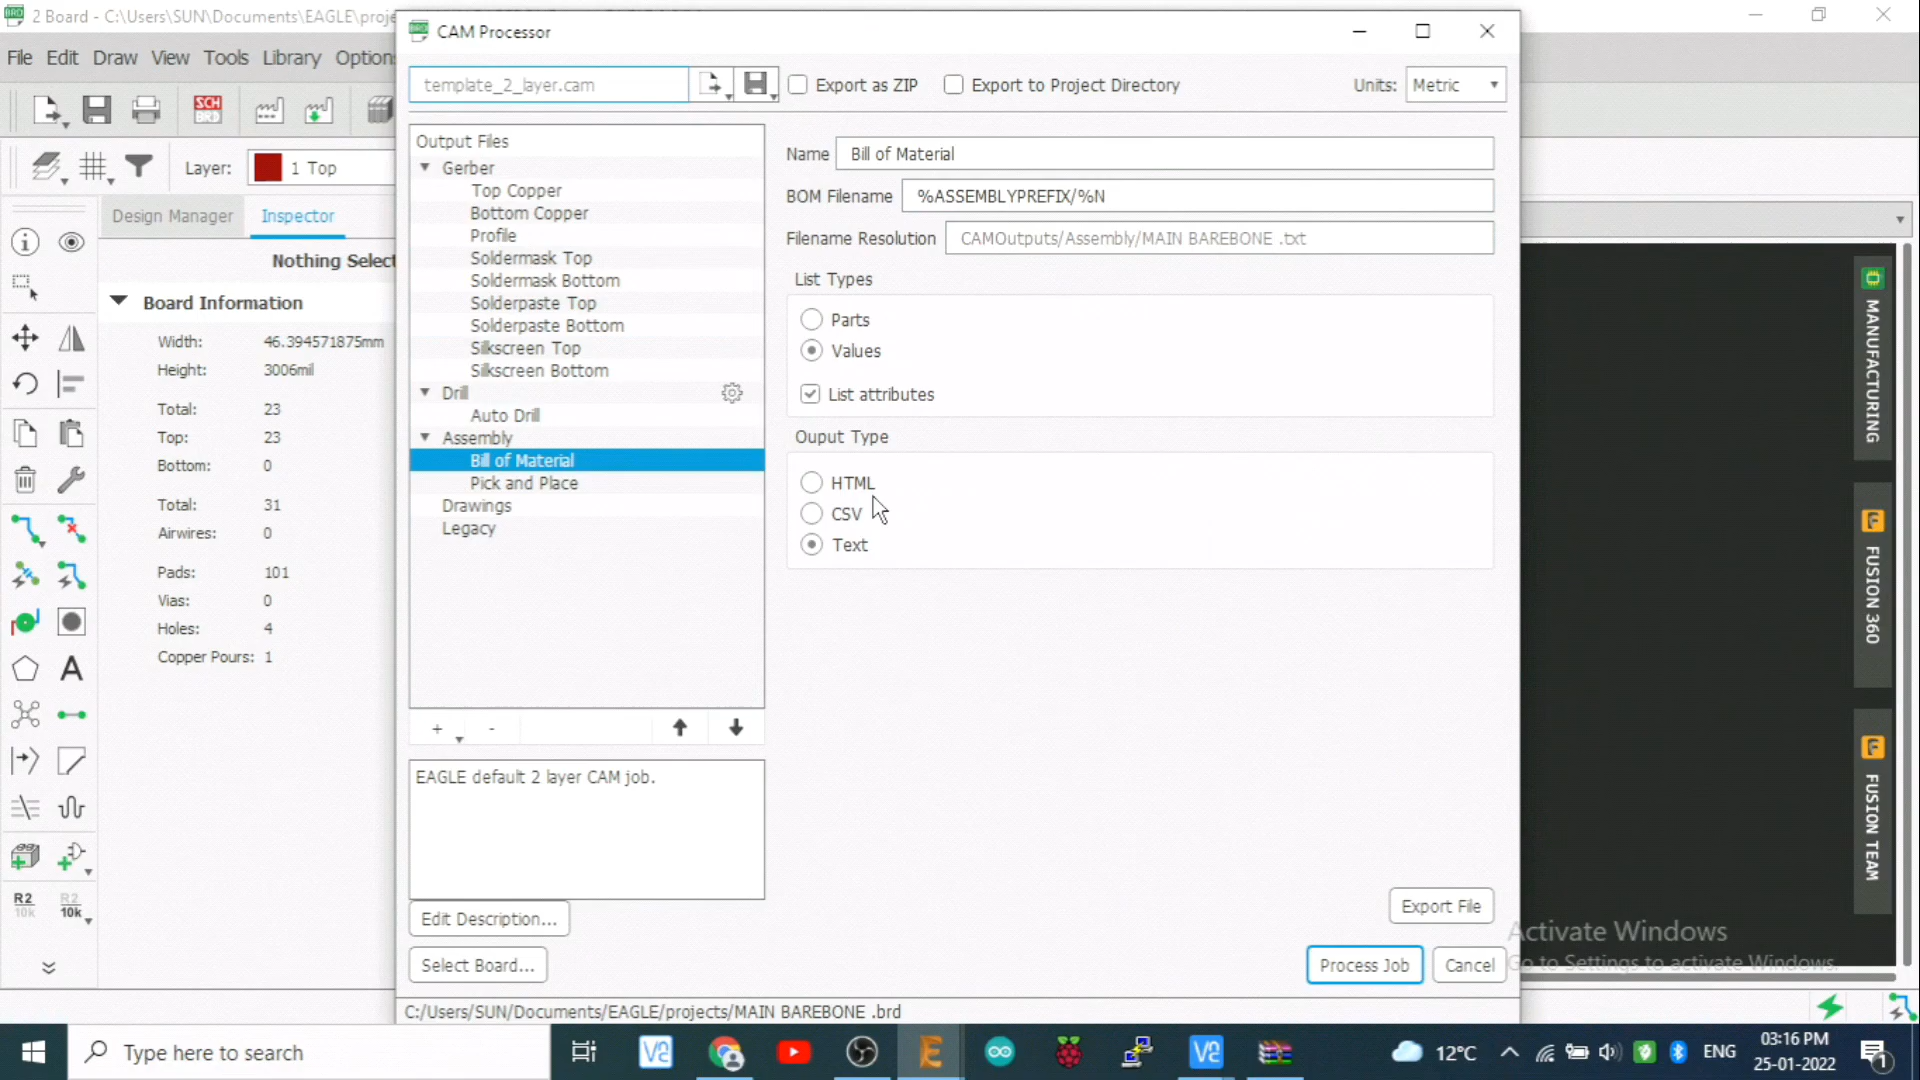 2 Board - C:\Users\SUN\Documents\EAGLE\proje
CAM Processor
File Edit Draw View Tools Library Option
template_2_layer.cam
Export as ZIP
Export to Project Directory
Units: Metric
SCH
BRD
Layer: 1 Top
Design Manager
Inspector
Nothing Select
Board Information
Width: 46.394571875mm
Height: 3006mil
Total: 23
Top: 23
Bottom: 0
Total: 31
Airwires: 0
Pads: 101
Vias: 0
Holes: 4
Copper Pours: 1
R2
10k
R2
10k
Output Files
Gerber
Top Copper
Bottom Copper
Profile
Soldermask Top
Soldermask Bottom
Solderpaste Top
Solderpaste Bottom
Silkscreen Top
Silkscreen Bottom
Drill
Auto Drill
Assembly
Bill of Material
Pick and Place
Drawings
Legacy
+ -
EAGLE default 2 layer CAM job.
Edit Description...
Select Board...
Name Bill of Material
BOM Filename %ASSEMBLYPREFIX/%N
Filename Resolution CAMOutputs/Assembly/MAIN BAREBONE .txt
List Types
Parts
Values
List attributes
Ouput Type
HTML
CSV
Text
Export File
Process Job
Cancel
C:/Users/SUN/Documents/EAGLE/projects/MAIN BAREBONE .brd
MANUFACTURING
FUSION 360
FUSION TEAM
Activate Windows
Go to Settings to activate Windows.
Type here to search
12°C
ENG
03:16 PM
25-01-2022
1